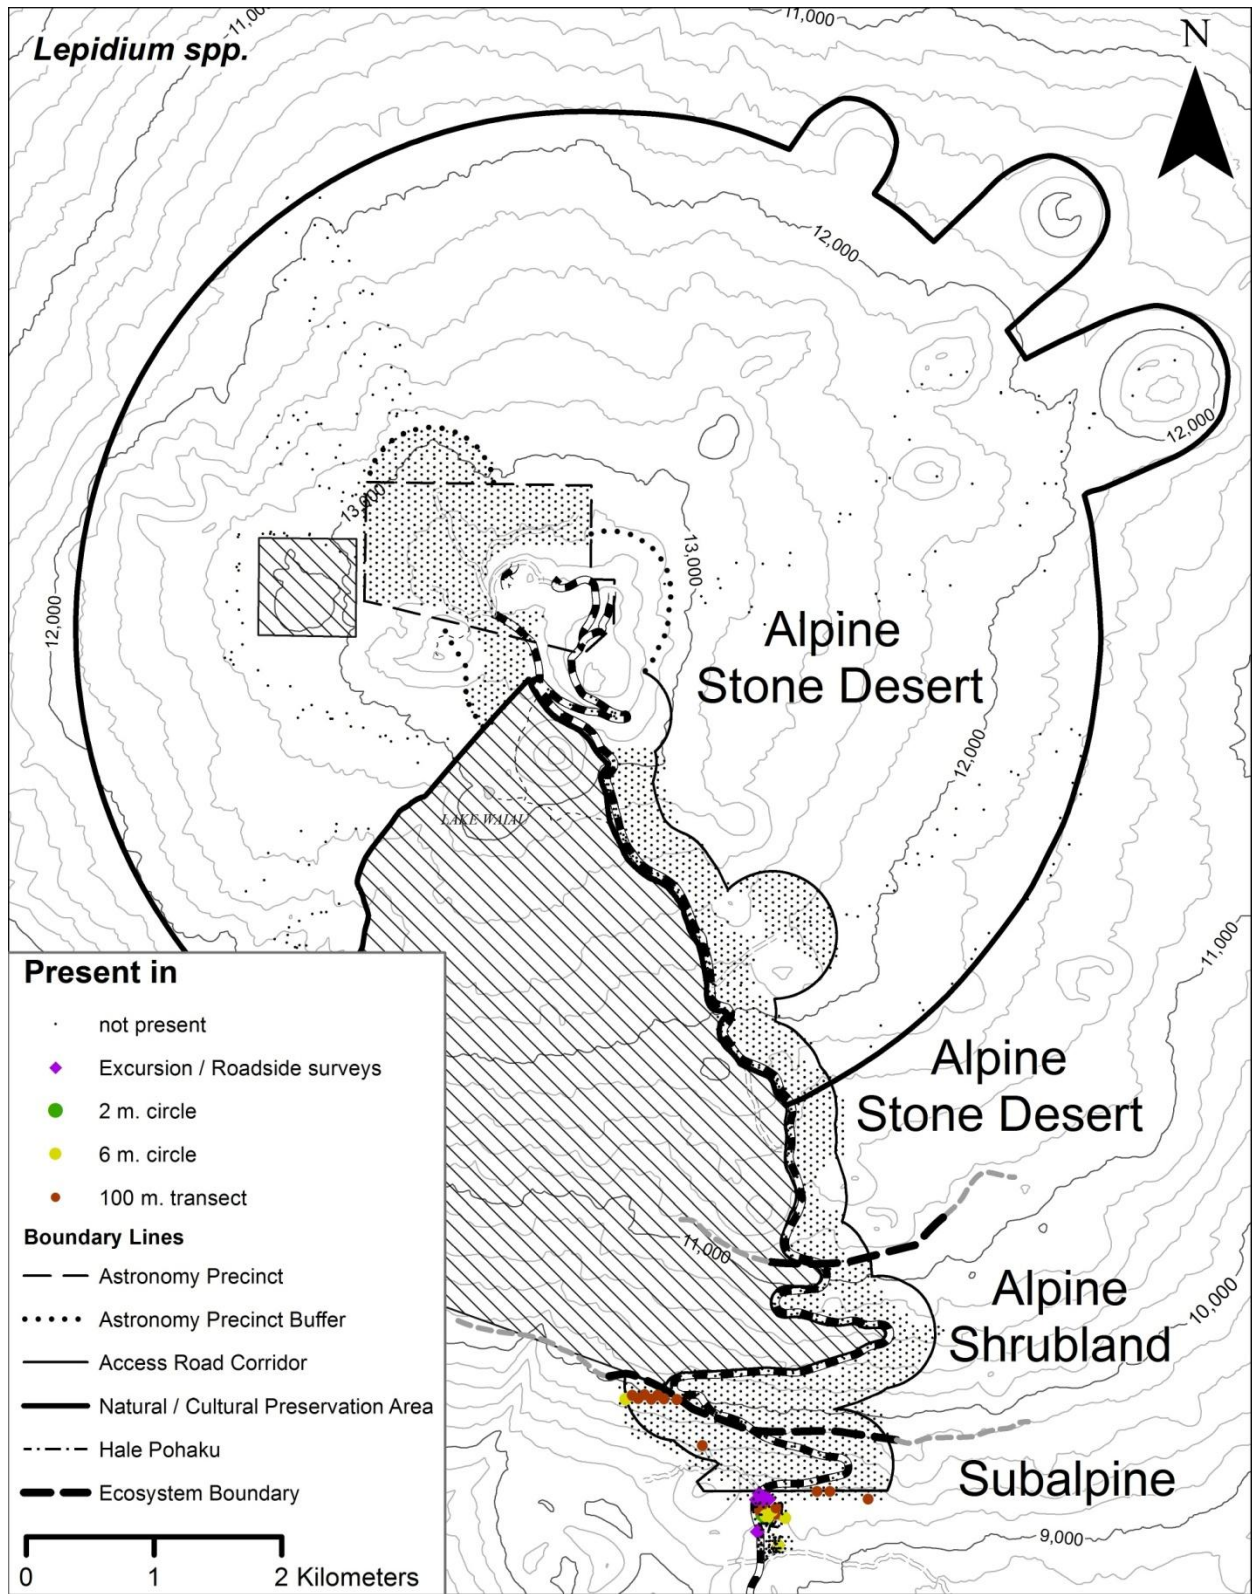 Lepidium spp.
11,000
11,000
N
12,000
12,000
13,000
13,000
12,000
Alpine
Stone Desert
12,000
LAKE WAIAU
11,000
Present in
not present
Excursion / Roadside surveys
2 m. circle
6 m. circle
100 m. transect
Boundary Lines
Astronomy Precinct
Astronomy Precinct Buffer
Access Road Corridor
Natural / Cultural Preservation Area
Hale Pohaku
Ecosystem Boundary
0 1 2 Kilometers
Alpine
Stone Desert
11,000
Alpine
Shrubland
10,000
Subalpine
9,000